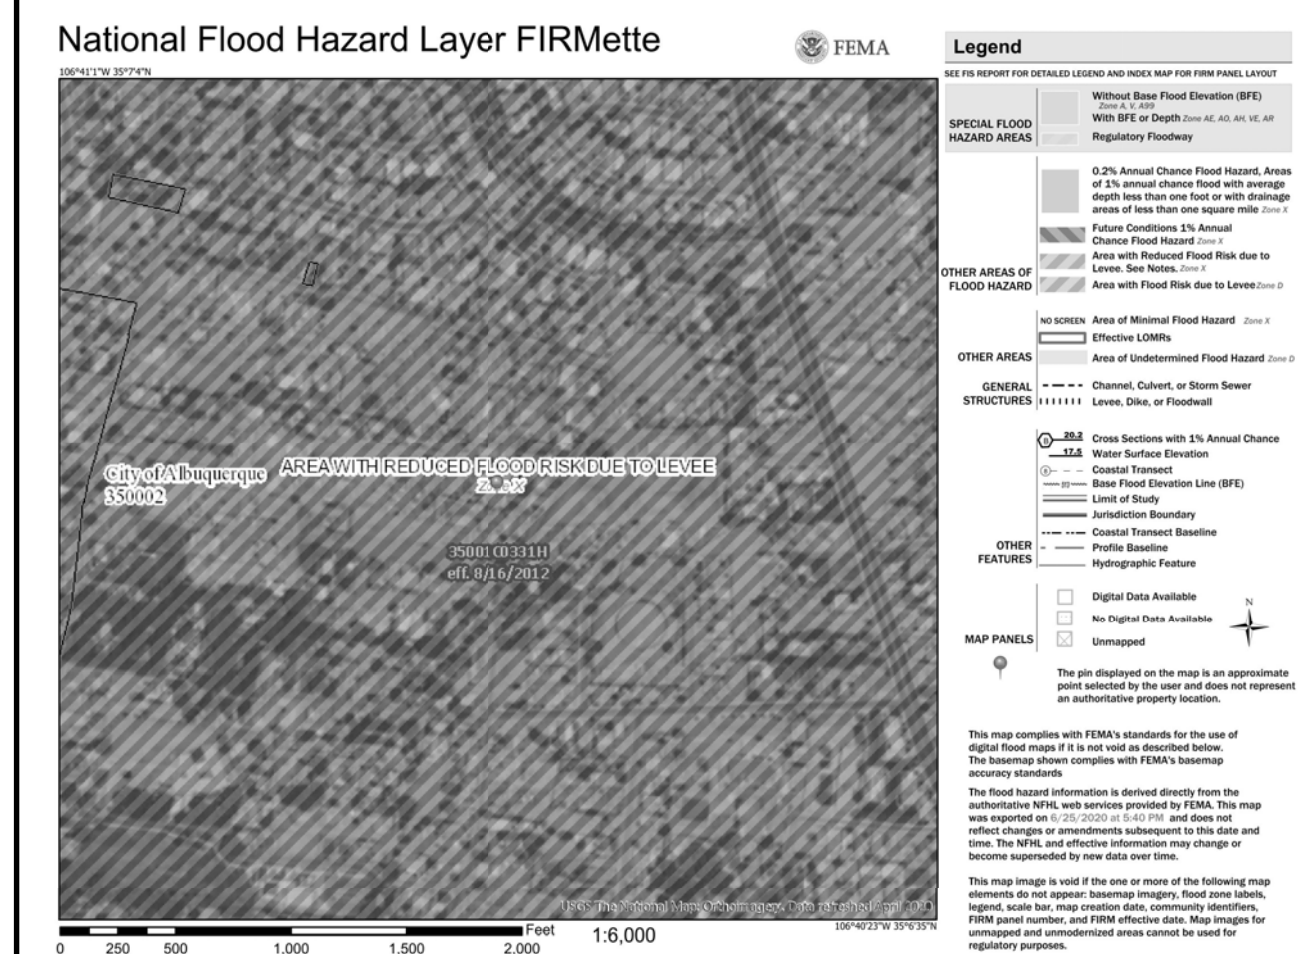 National Flood Hazard Layer FIRMette
FEMA
106°41'1"W 35°7'4"N
City of Albuquerque
350002
AREA WITH REDUCED FLOOD RISK DUE TO LEVEE
Zone X
35001C0331H
eff. 8/16/2012
USGS The National Map: Orthoimagery. Data refreshed April
106°40'23"W 35°6'35"N
Feet
0 250 500 1,000 1,500 2,000
1:6,000
Legend
SEE FIS REPORT FOR DETAILED LEGEND AND INDEX MAP FOR FIRM PANEL LAYOUT
SPECIAL FLOOD
HAZARD AREAS
Without Base Flood Elevation (BFE)
Zone A, V, A99
With BFE or Depth Zone AE, AO, AH, VE, AR
Regulatory Floodway
OTHER AREAS OF
FLOOD HAZARD
0.2% Annual Chance Flood Hazard, Areas
of 1% annual chance flood with average
depth less than one foot or with drainage
areas of less than one square mile Zone X
Future Conditions 1% Annual
Chance Flood Hazard Zone X
Area with Reduced Flood Risk due to
Levee. See Notes. Zone X
Area with Flood Risk due to Levee Zone D
OTHER AREAS
NO SCREEN Area of Minimal Flood Hazard Zone X
Effective LOMRs
Area of Undetermined Flood Hazard Zone D
GENERAL
STRUCTURES
Channel, Culvert, or Storm Sewer
Levee, Dike, or Floodwall
OTHER
FEATURES
B 20.2 Cross Sections with 1% Annual Chance
17.5 Water Surface Elevation
8 Coastal Transect
Base Flood Elevation Line (BFE)
Limit of Study
Jurisdiction Boundary
Coastal Transect Baseline
Profile Baseline
Hydrographic Feature
MAP PANELS
Digital Data Available
No Digital Data Available
Unmapped
N
The pin displayed on the map is an approximate
point selected by the user and does not represent
an authoritative property location.
This map complies with FEMA's standards for the use of
digital flood maps if it is not void as described below.
The basemap shown complies with FEMA's basemap
accuracy standards
The flood hazard information is derived directly from the
authoritative NFHL web services provided by FEMA. This map
was exported on 6/25/2020 at 5:40 PM and does not
reflect changes or amendments subsequent to this date and
time. The NFHL and effective information may change or
become superseded by new data over time.
This map image is void if the one or more of the following map
elements do not appear: basemap imagery, flood zone labels,
legend, scale bar, map creation date, community identifiers,
FIRM panel number, and FIRM effective date. Map images for
unmapped and unmodernized areas cannot be used for
regulatory purposes.